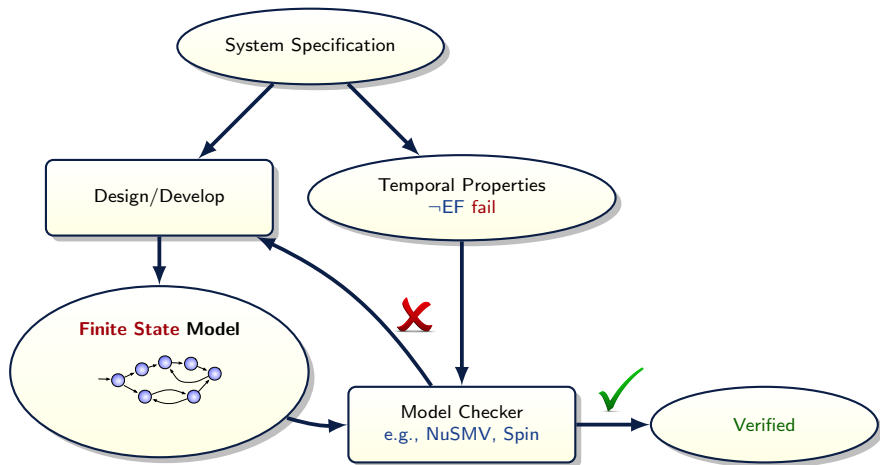 System Specification
Design/Develop
Temporal Properties
¬EF fail
Finite State Model
Model Checker
e.g., NuSMV, Spin
Verified